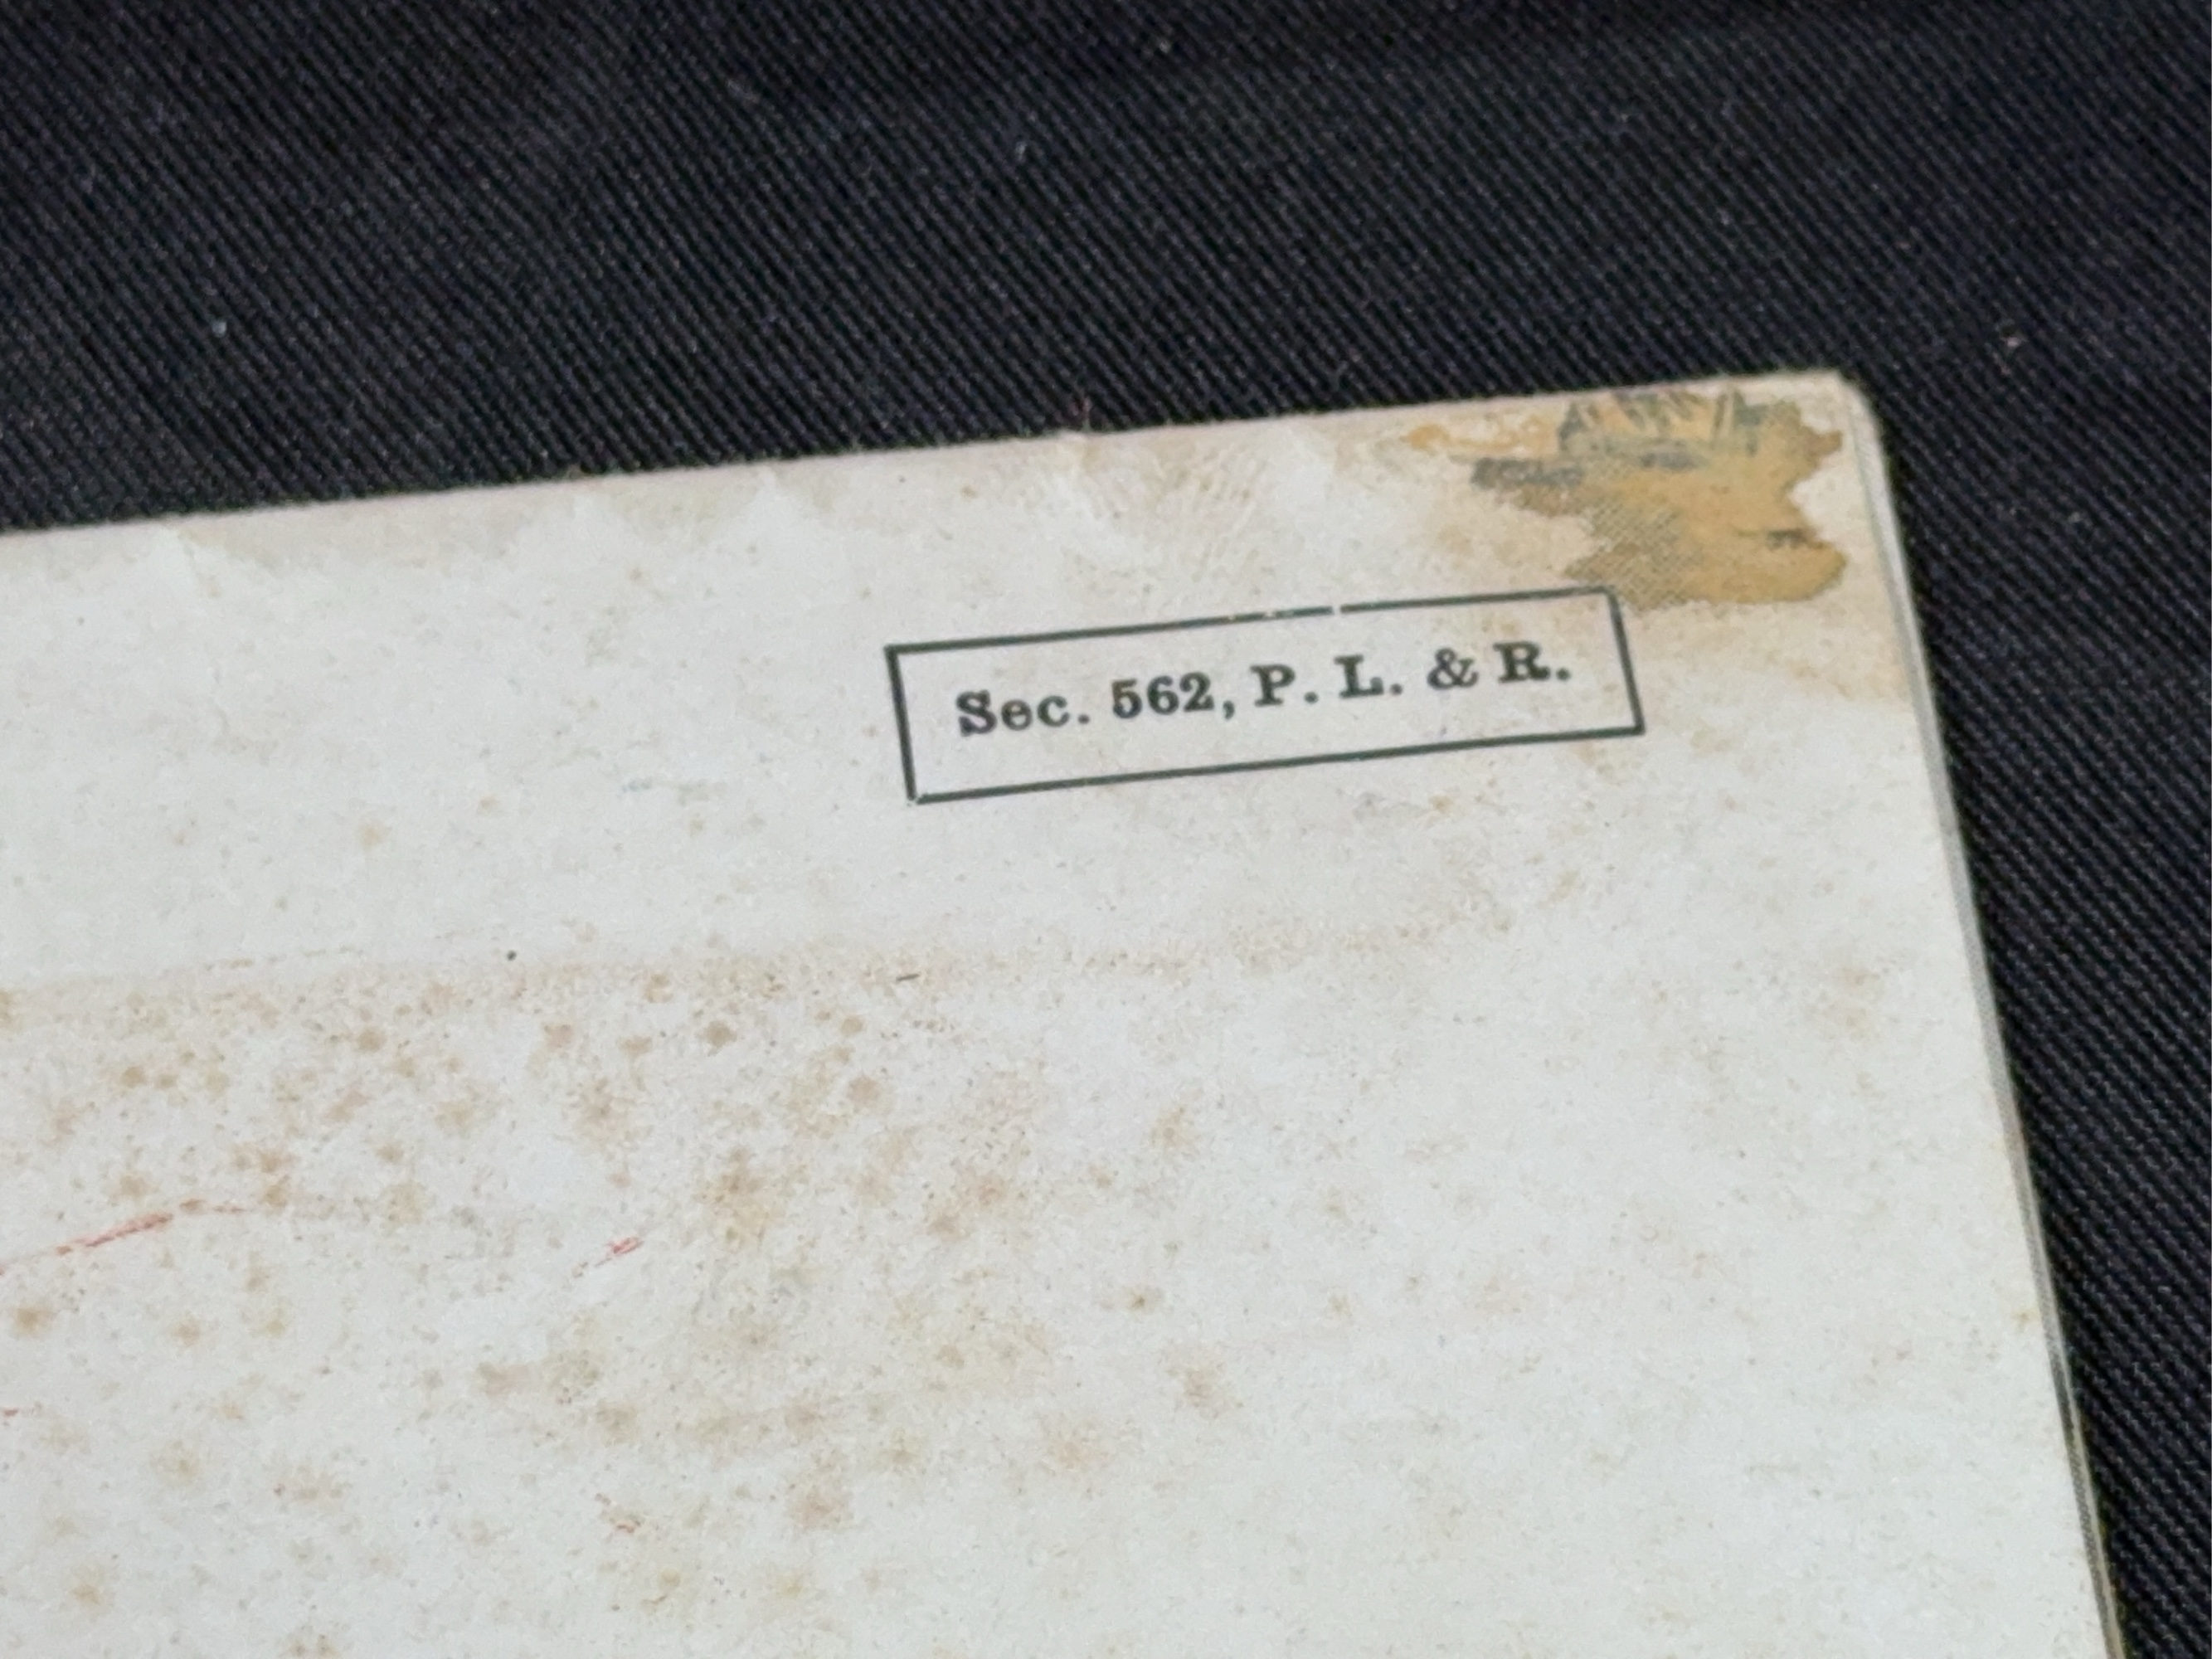 Sec. 562, P. L. & R.